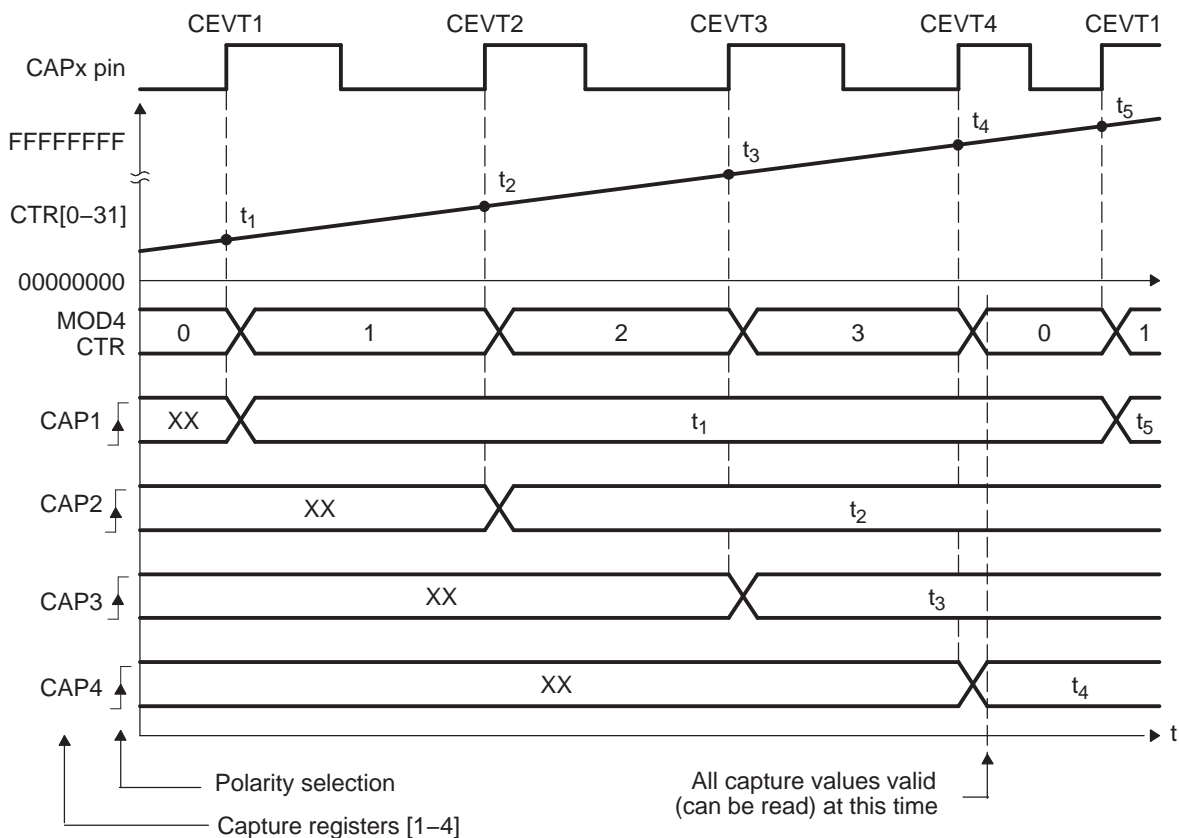 CEVT1 CEVT2 CEVT3 CEVT4 CEVT1
CAPx pin
FFFFFFFF
t5
t4
t3
t2
CTR[0−31]
t1
00000000
MOD4
CTR
0 1 2 3 0 1
CAP1 XX t1 t5
CAP2 XX t2
CAP3 XX t3
CAP4 XX t4
t
Polarity selection
All capture values valid
(can be read) at this time
Capture registers [1−4]